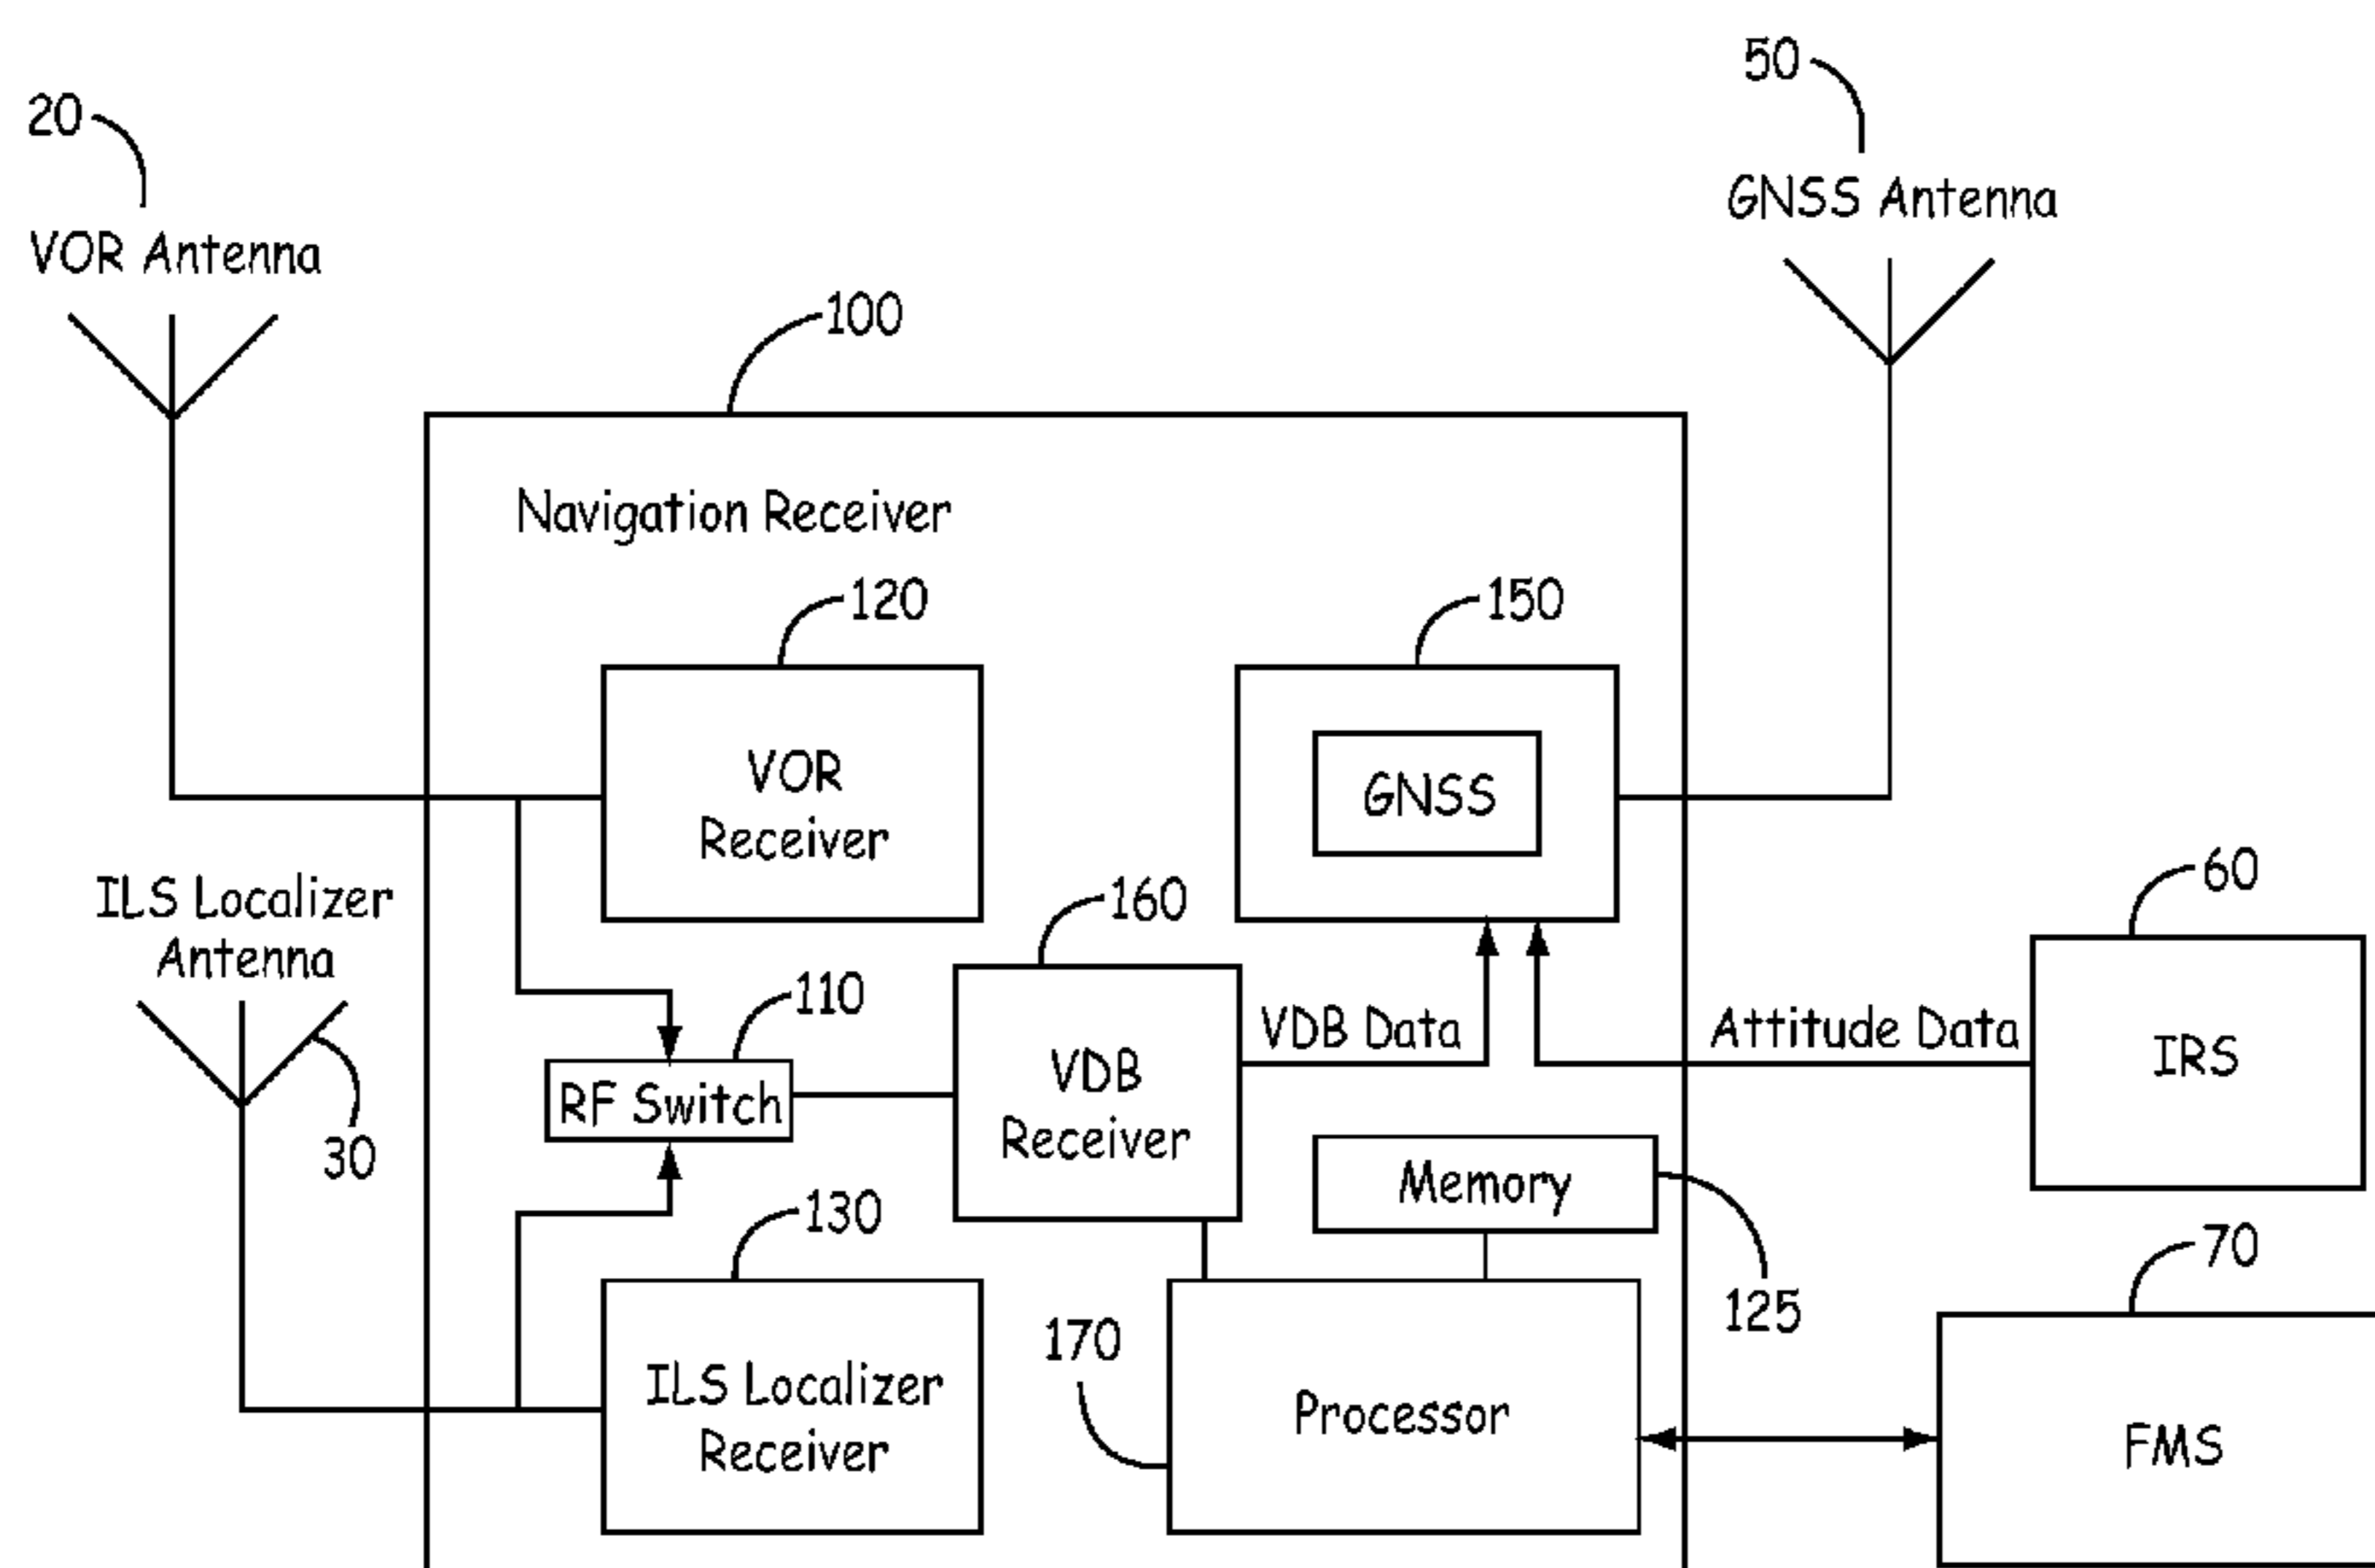 50
20
GNSS Antenna
VOR Antenna
100
Navigation Receiver
120
150
VOR
Receiver
GNSS
ILS Localizer
Antenna
160
60
110
VDB Data
Attitude Data
IRS
VDB
Receiver
RF Switch
30
Memory
130
70
125
170
ILS Localizer
Receiver
Processor
FMS